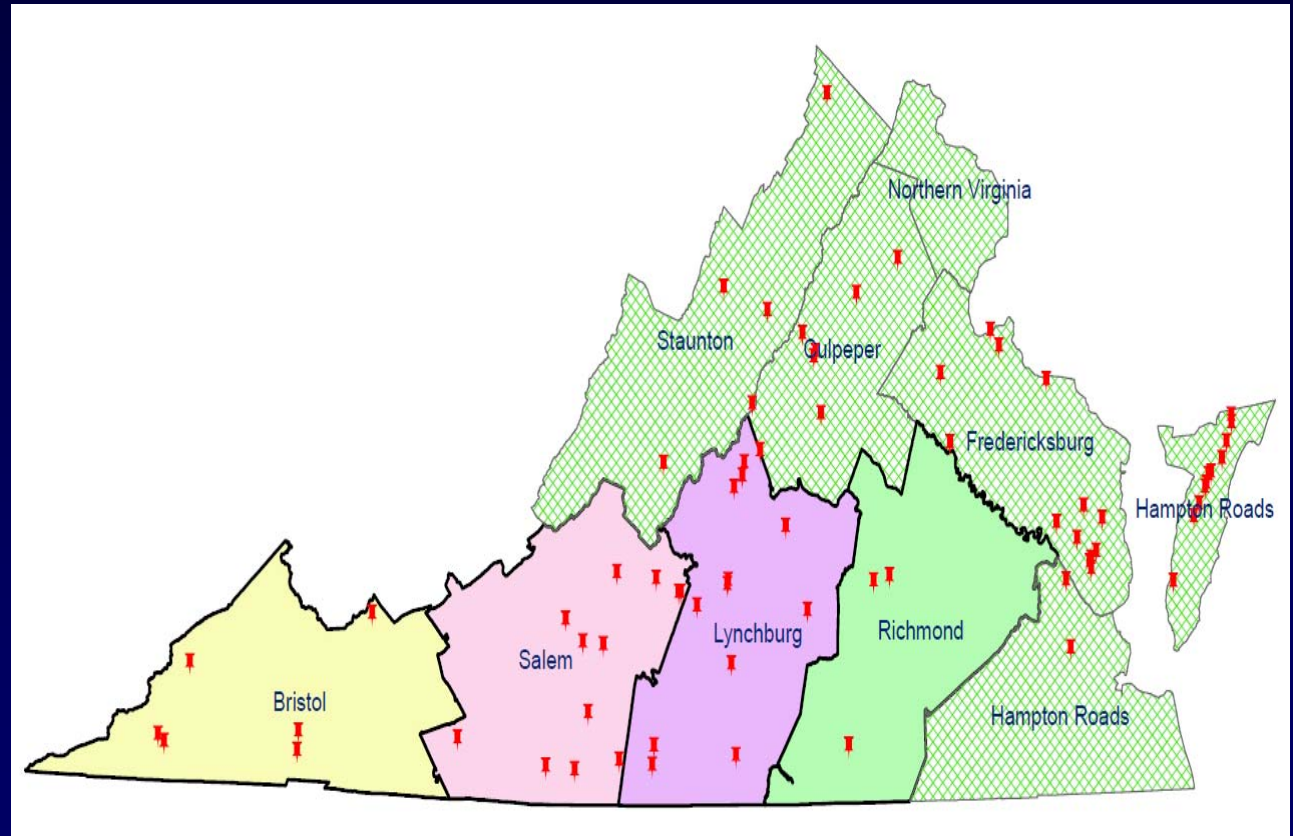 Northern Virginia
Staunton
Culpeper
Fredericksburg
Hampton Roads
Lynchburg
Richmond
Salem
Bristol
Hampton Roads